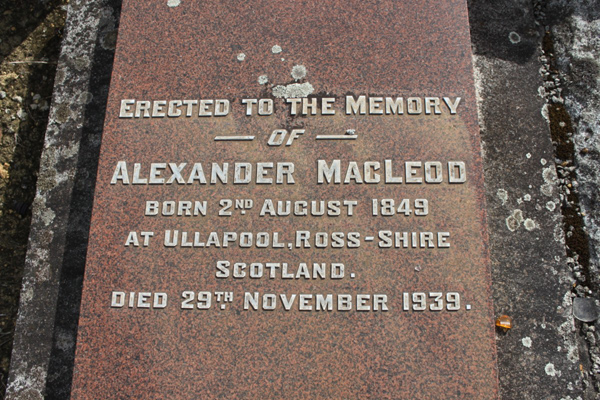 ERECTED TO THE MEMORY
OF
ALEXANDER MACLEOD
BORN 2ND AUGUST 1849
AT ULLAPOOL, ROSS-SHIRE
SCOTLAND.
DIED 29TH NOVEMBER 1939.